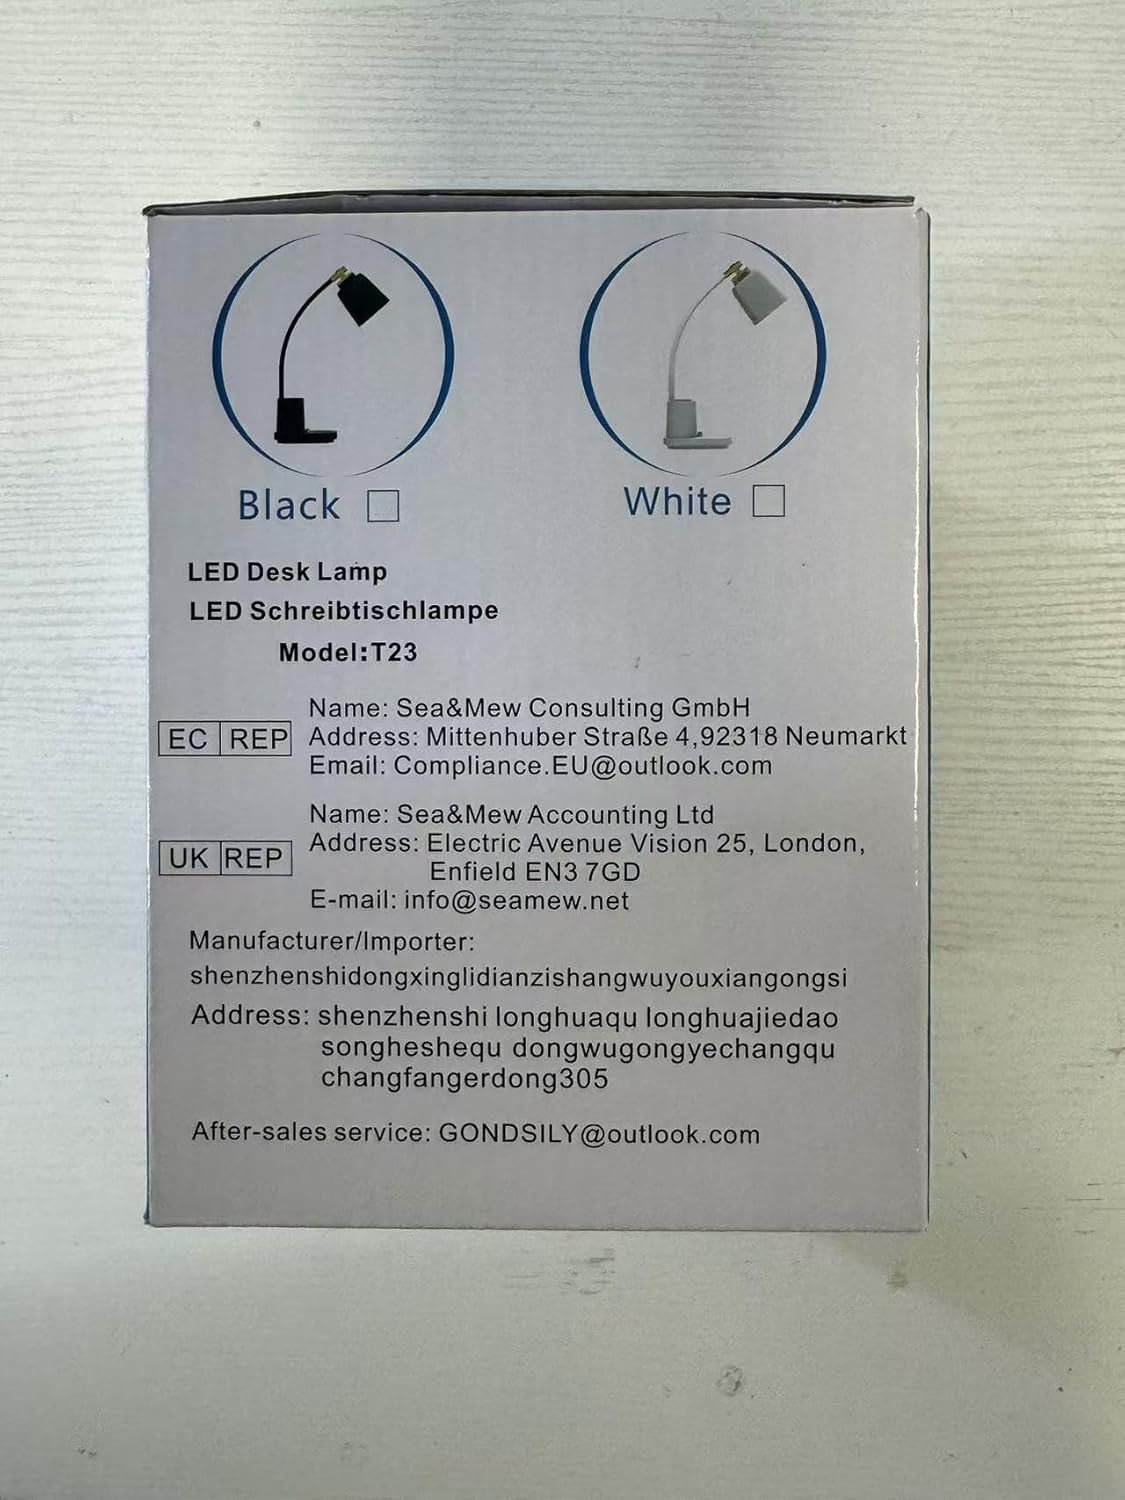 Black
White
LED Desk Lamp
LED Schreibtischlampe
Model:T23
EC REP
Name: Sea&Mew Consulting GmbH
Address: Mittenhuber Straße 4,92318 Neumarkt
Email: Compliance.EU@outlook.com
UK REP
Name: Sea&Mew Accounting Ltd
Address: Electric Avenue Vision 25, London,
Enfield EN3 7GD
E-mail: info@seamew.net
Manufacturer/Importer:
shenzhenshidongxinglidianzishangwuyouxiangongsi
Address: shenzhenshi longhuaqu longhuajiedao
songheshequ dongwugongyechangqu
changfangerdong305
After-sales service: GONDSILY@outlook.com